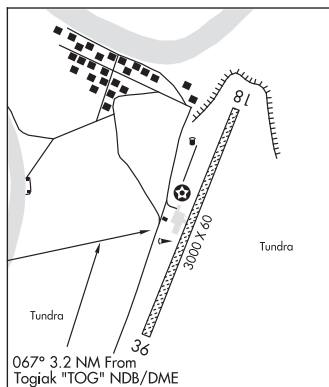 18
3000 X 60
Tundra
Tundra
36
067° 3.2 NM From
Togiak "TOG" NDB/DME